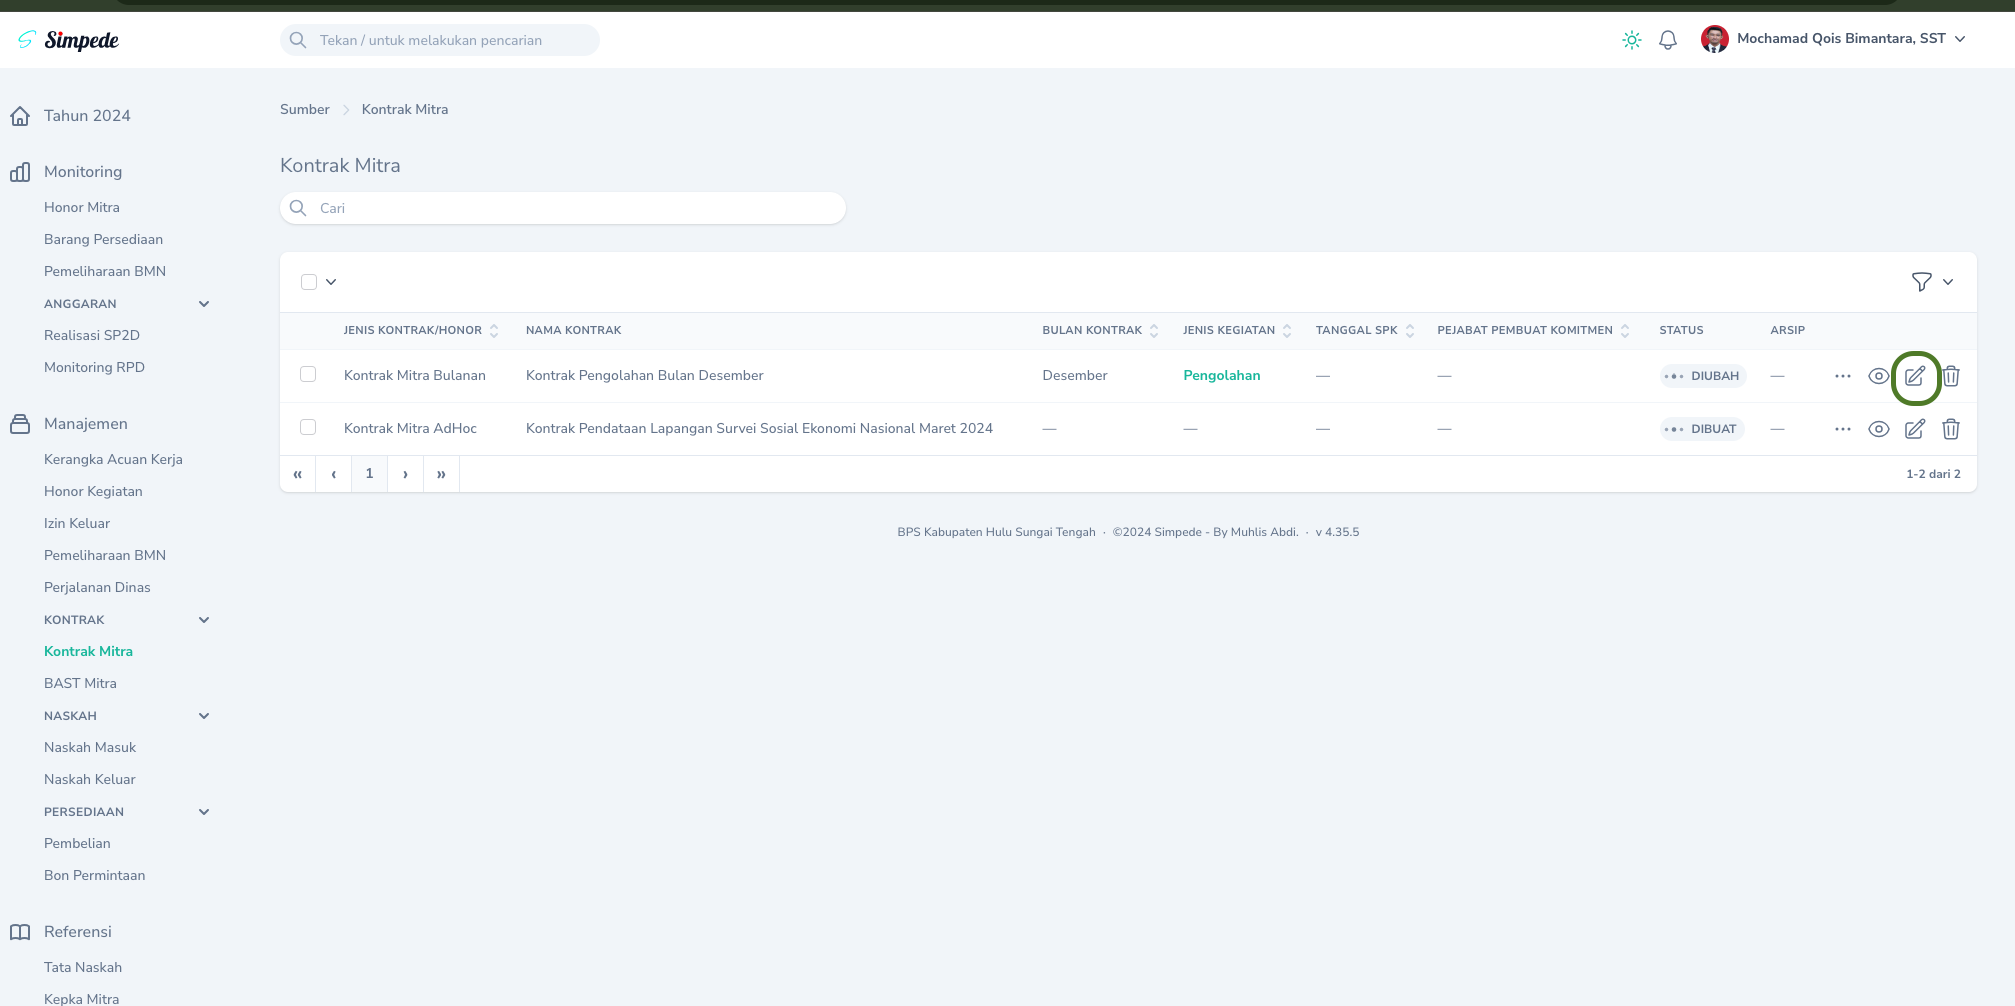 Simpede
Tekan / untuk melakukan pencarian
Mochamad Qois Bimantara, SST
Tahun 2024
Monitoring
Honor Mitra
Barang Persediaan
Pemeliharaan BMN
ANGGARAN
Realisasi SP2D
Monitoring RPD
Manajemen
Kerangka Acuan Kerja
Honor Kegiatan
Izin Keluar
Pemeliharaan BMN
Perjalanan Dinas
KONTRAK
Kontrak Mitra
BAST Mitra
NASKAH
Naskah Masuk
Naskah Keluar
PERSEDIAAN
Pembelian
Bon Permintaan
Referensi
Tata Naskah
Kepka Mitra
Sumber > Kontrak Mitra
Kontrak Mitra
Cari
JENIS KONTRAK/HONOR NAMA KONTRAK BULAN KONTRAK JENIS KEGIATAN TANGGAL SPK PEJABAT PEMBUAT KOMITMEN STATUS ARSIP
Kontrak Mitra Bulanan Kontrak Pengolahan Bulan Desember Desember Pengolahan — — DIUBAH —
Kontrak Mitra AdHoc Kontrak Pendataan Lapangan Survei Sosial Ekonomi Nasional Maret 2024 — — — — DIBUAT —
« ‹ 1 › » 1-2 dari 2
BPS Kabupaten Hulu Sungai Tengah · ©2024 Simpede - By Muhlis Abdi. · v 4.35.5